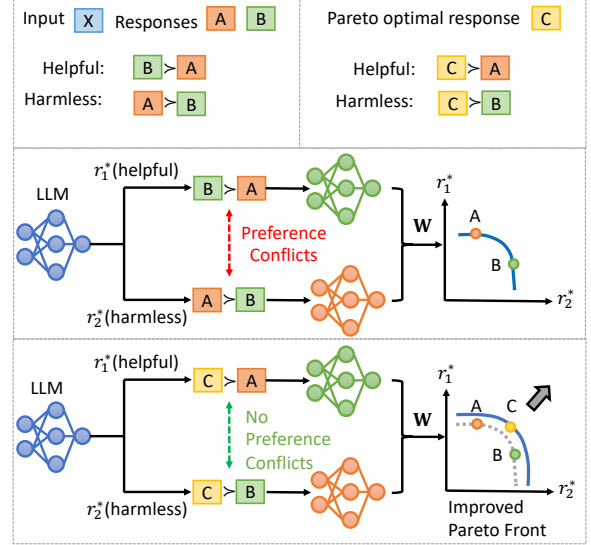 Input X Responses A B
Helpful: B ≻ A
Harmless: A ≻ B
Pareto optimal response C
Helpful: C ≻ A
Harmless: C ≻ B
r₁*(helpful)
LLM
B ≻ A
Preference
Conflicts
A ≻ B
r₂*(harmless)
W
r₁*
A
B
r₂*
r₁*(helpful)
LLM
C ≻ A
No
Preference
Conflicts
C ≻ B
r₂*(harmless)
W
r₁*
A C
B
r₂*
Improved
Pareto Front